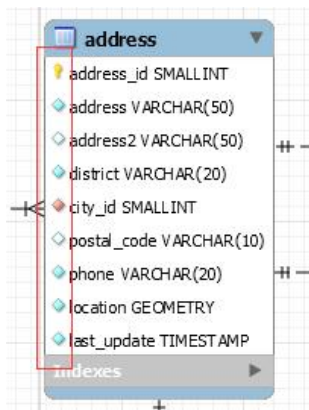 address
address_id SMALLINT
address VARCHAR(50)
address2 VARCHAR(50)
district VARCHAR(20)
city_id SMALLINT
postal_code VARCHAR(10)
phone VARCHAR(20)
location GEOMETRY
last_update TIMESTAMP
Indexes